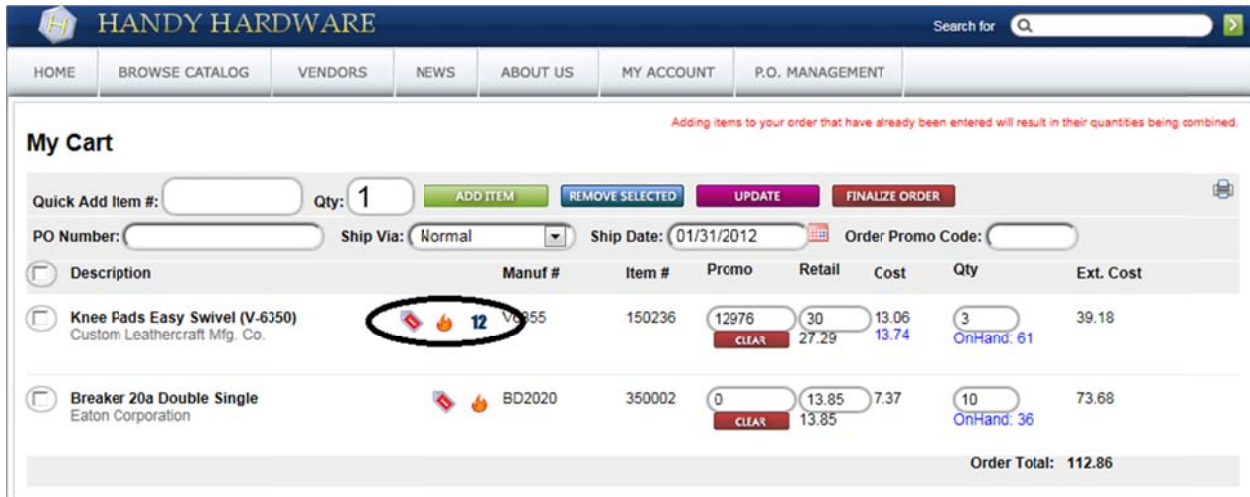 HANDY HARDWARE
Search for
HOME BROWSE CATALOG VENDORS NEWS ABOUT US MY ACCOUNT P.O. MANAGEMENT
Adding items to your order that have already been entered will result in their quantities being combined.
My Cart
Quick Add Item #: Qty: 1 ADD ITEM REMOVE SELECTED UPDATE FINALIZE ORDER
PO Number: Ship Via: Normal Ship Date: 01/31/2012 Order Promo Code:
Description Manuf # Item # Promo Retail Cost Qty Ext. Cost
Knee Pads Easy Swivel (V-6350) 12 150236 12976 30 13.06 3 39.18
Custom Leathercraft Mfg. Co. CLEAR 27.29 13.74 OnHand: 61
Breaker 20a Double Single BD2020 350002 0 13.85 7.37 10 73.68
Eaton Corporation CLEAR 13.85 OnHand: 36
Order Total: 112.86